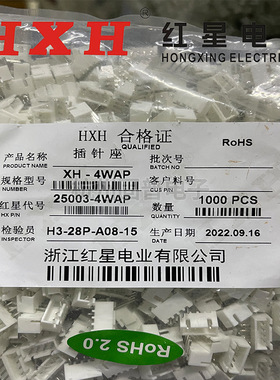 HXH 红星电
HONGXING ELECTRI
HXH 合格证
QUALIFIED
RoHS
产品名称
PRODUCT NAME
插针座
批次号
BATCH NO.
规格型号
NUMBER
XH - 4WAP
客户料号
CUS P/N
红星代号
HX P/N
25003-4WAP
数量
QUANTITY
1000 PCS
检验员
INSPECTOR
H3-28P-A08-15
生产日期
DATE
2022.09.16
浙江红星电业有限公司
RoHS 2.0